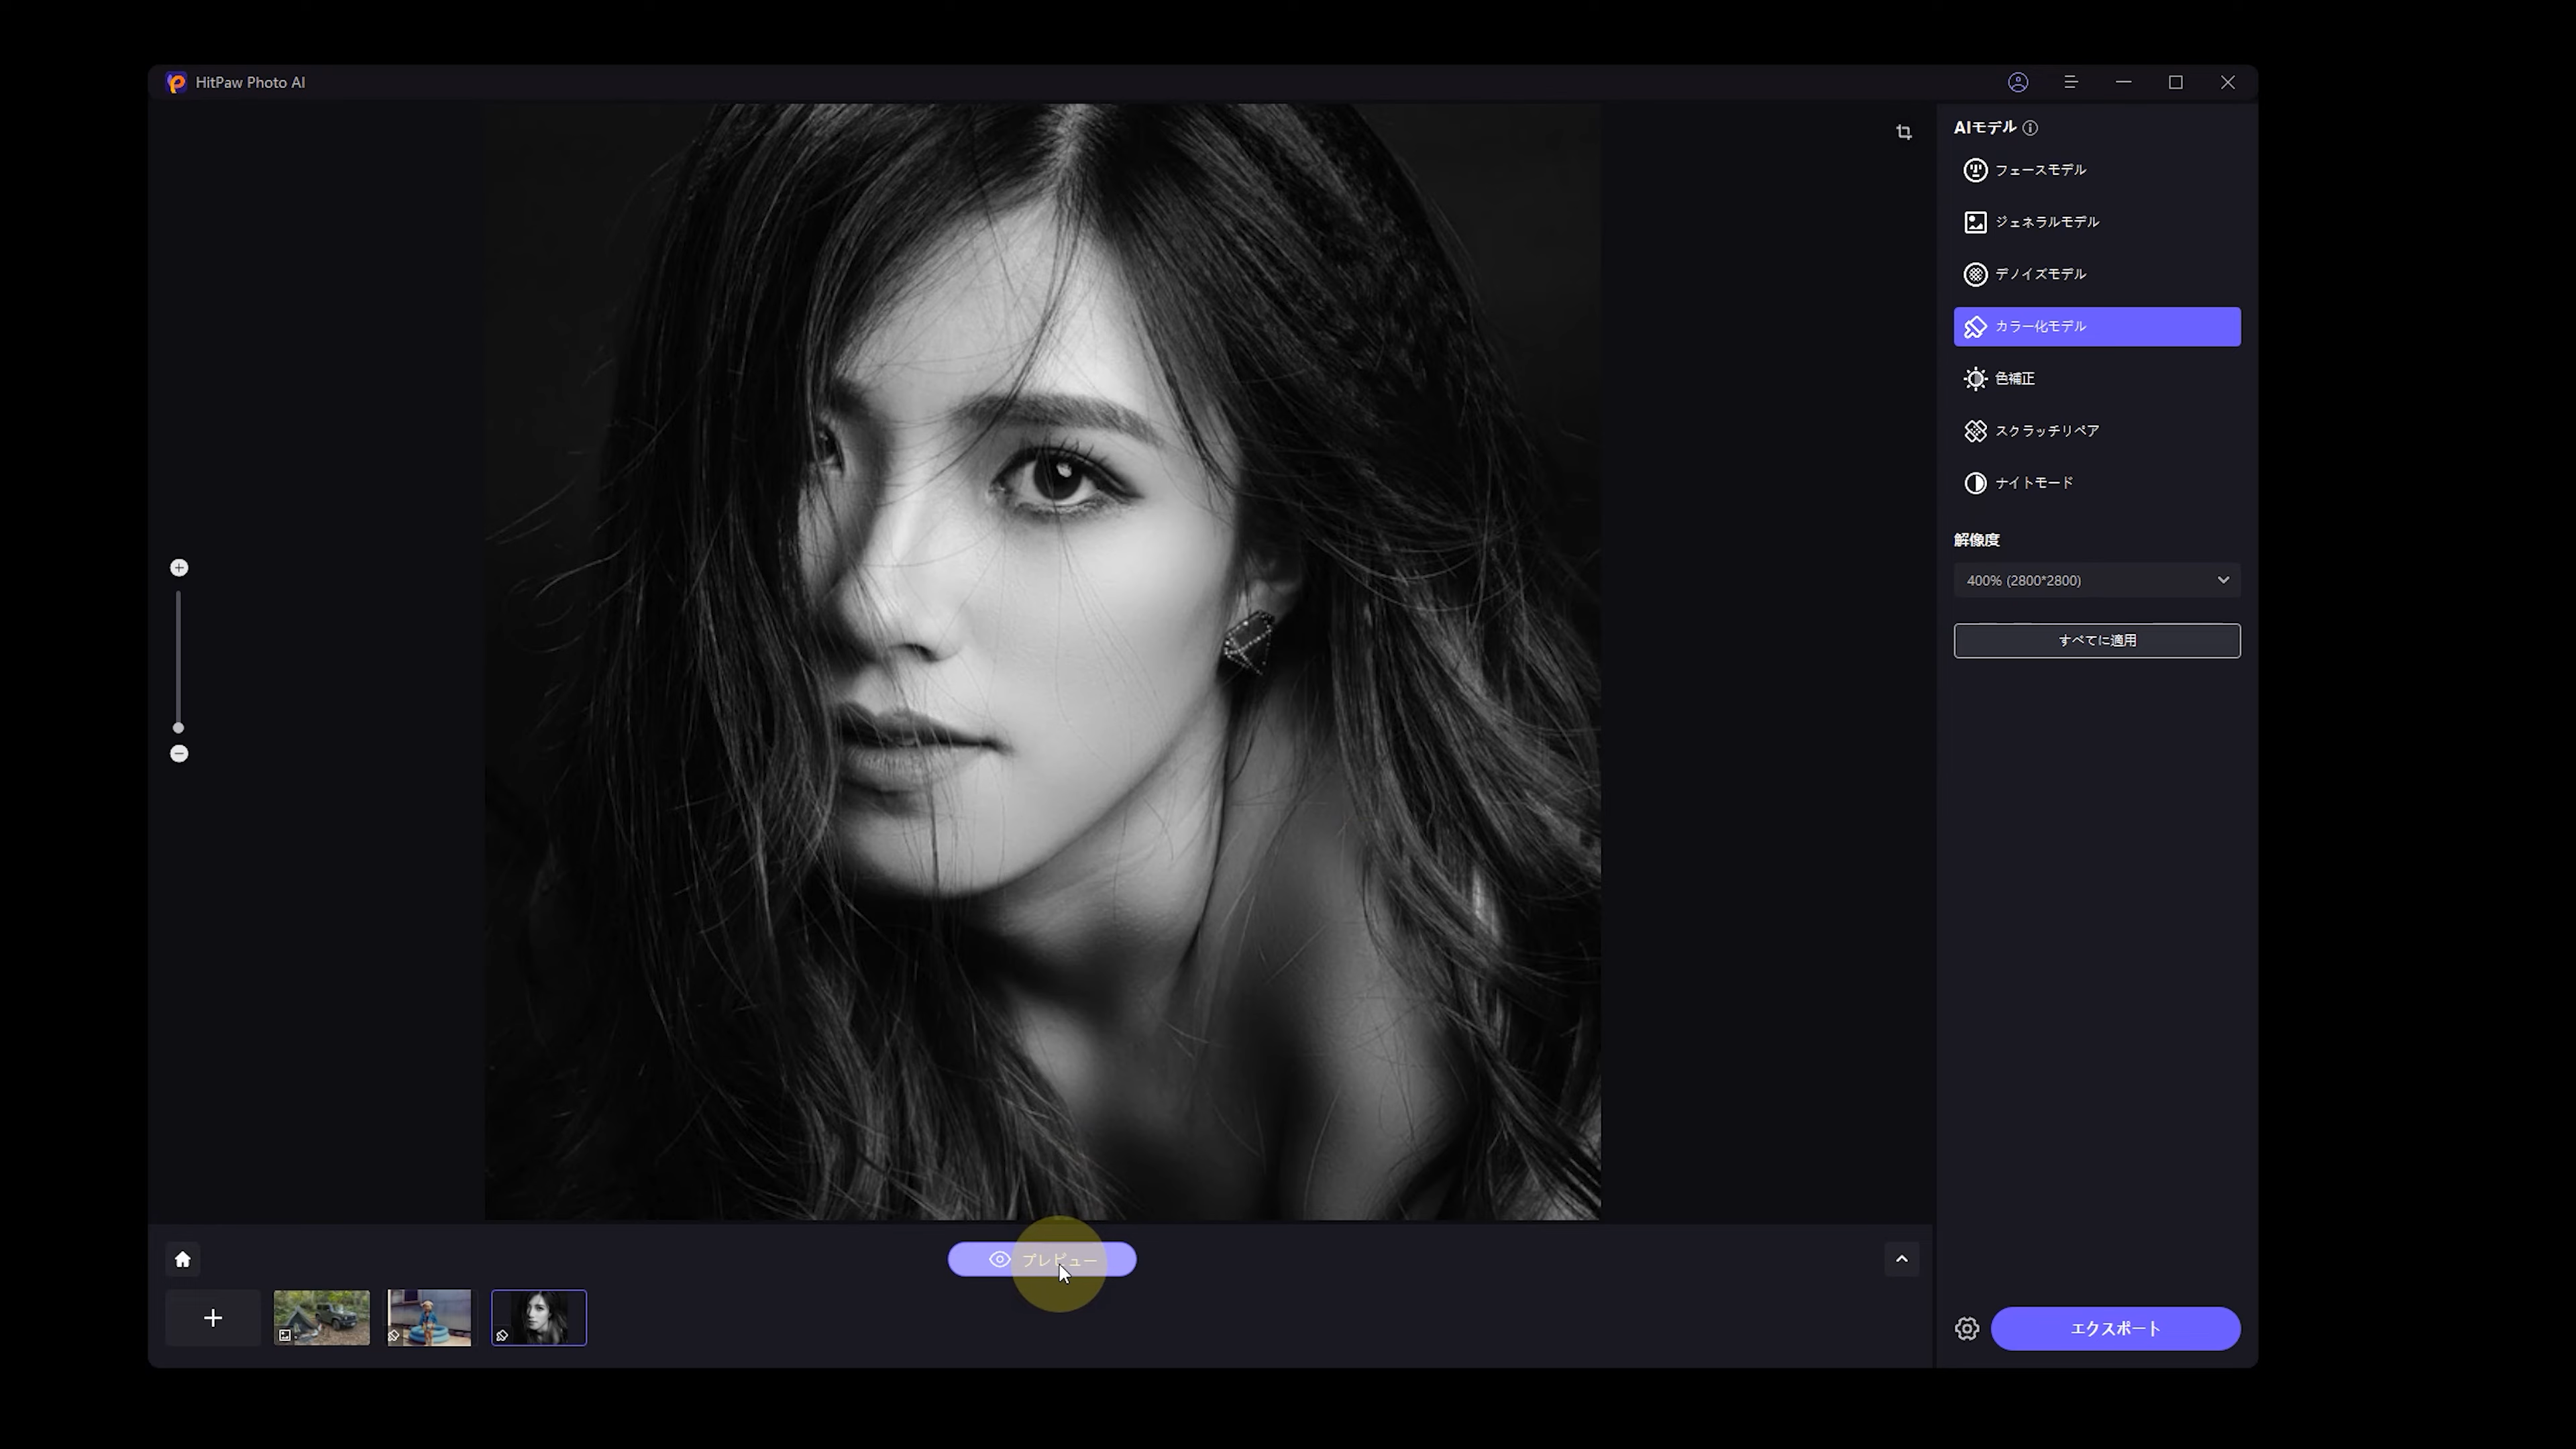 HitPaw Photo AI
AIモデル
フェースモデル
ジェネラルモデル
デノイズモデル
カラー化モデル
色補正
スクラッチリペア
ナイトモード
解像度
400% (2800*2800)
すべてに適用
プレビュー
エクスポート